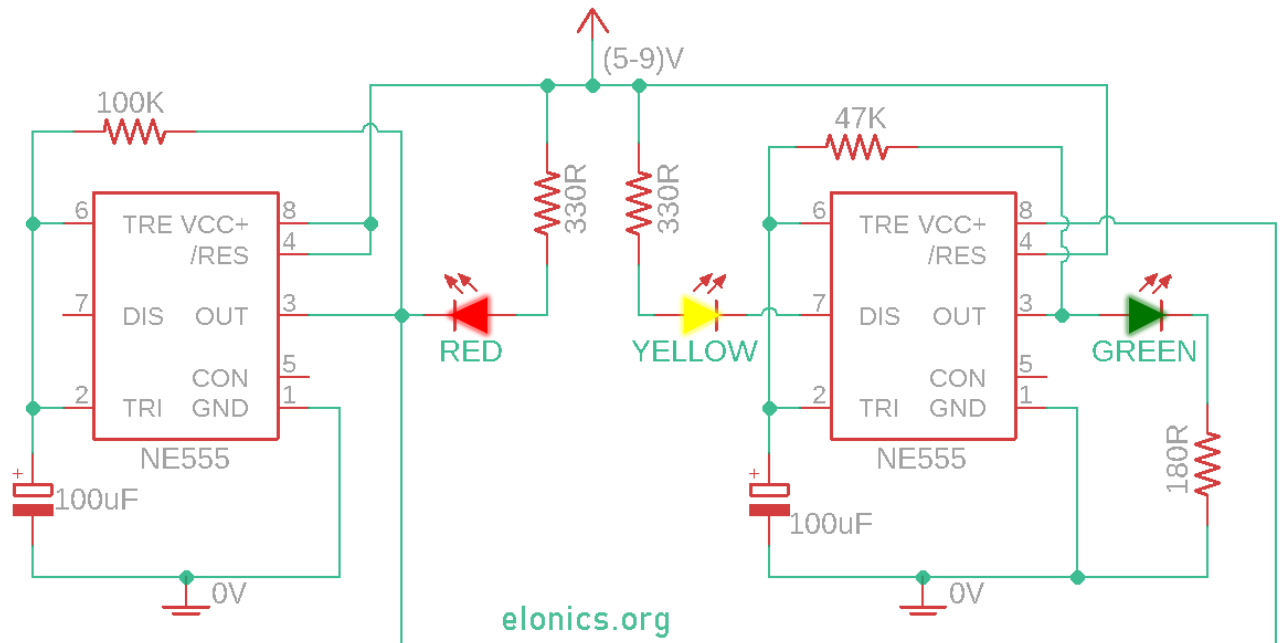 (5-9)V
100K
47K
330R
330R
6
TRE VCC+
8
/RES
4
7
DIS
OUT
3
CON
5
2
TRI
GND
1
NE555
RED
YELLOW
6
TRE VCC+
8
/RES
4
7
DIS
OUT
3
CON
5
2
TRI
GND
1
NE555
GREEN
180R
+
100uF
+
100uF
0V
0V
elonics.org